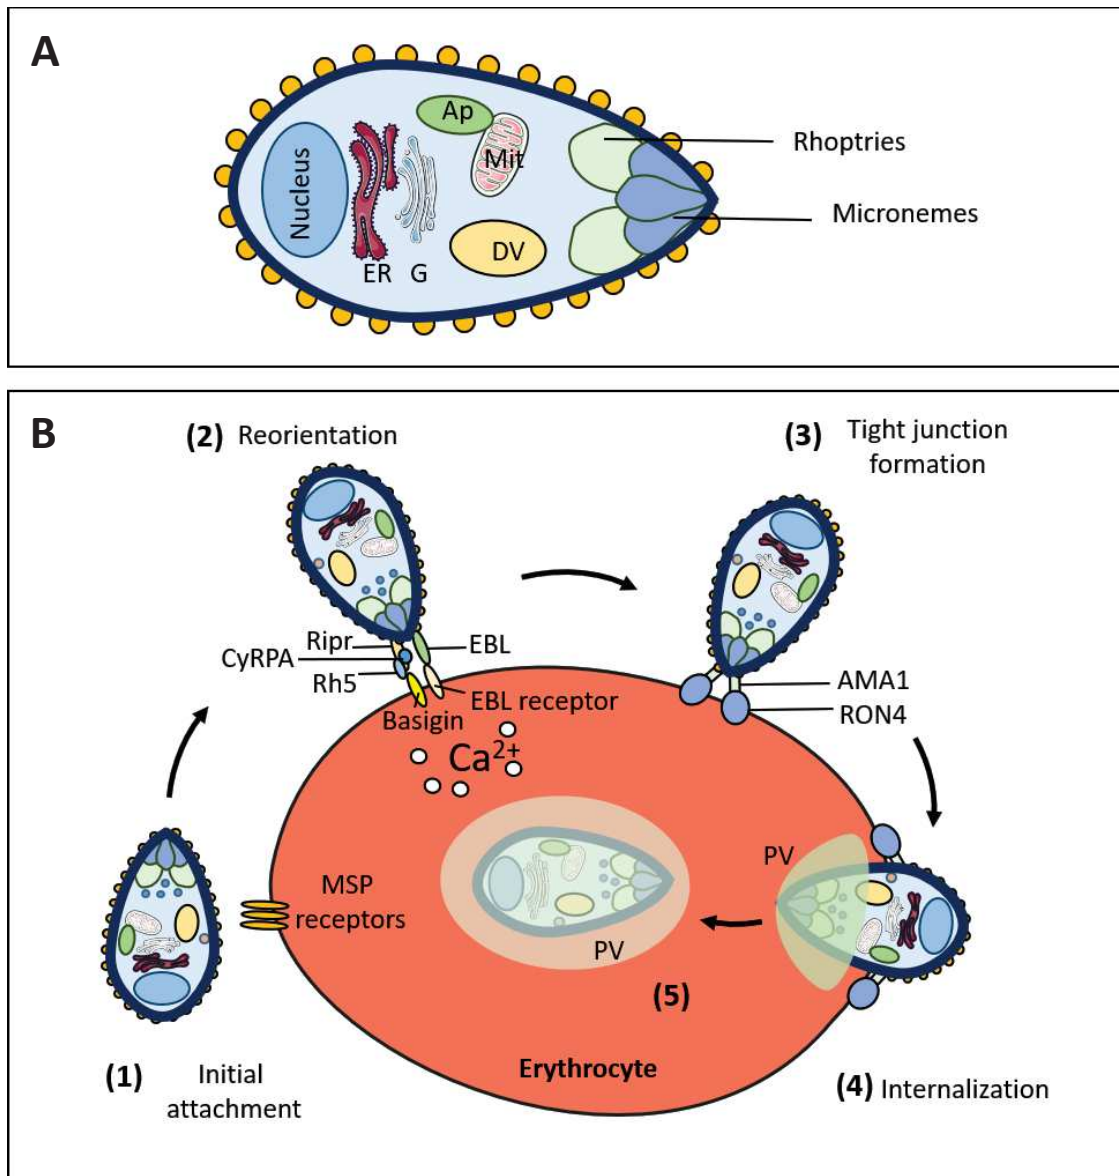 A
Ap
Rhoptries
Mit
Nucleus
Micronemes
DV
ER G
B
(2) Reorientation
(3) Tight junction
formation
Ripr
EBL
CyRPA
Rh5
AMA1
EBL receptor
RON4
Basigin
Ca²⁺
PV
MSP
receptors
PV
(5)
Erythrocyte
(1) Initial
attachment
(4) Internalization